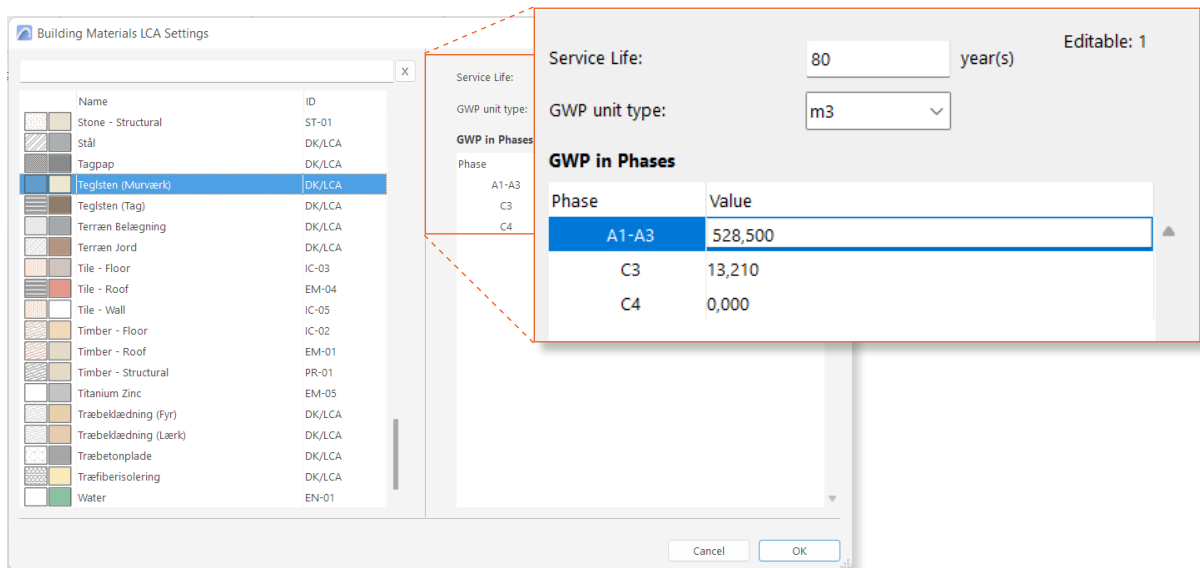 Building Materials LCA Settings
X
Name ID
Stone - Structural ST-01
Stål DK/LCA
Tagpap DK/LCA
Teglsten (Murværk) DK/LCA
Teglsten (Tag) DK/LCA
Terræn Belægning DK/LCA
Terræn Jord DK/LCA
Tile - Floor IC-03
Tile - Roof EM-04
Tile - Wall IC-05
Timber - Floor IC-02
Timber - Roof EM-01
Timber - Structural PR-01
Titanium Zinc EM-05
Træbeklædning (Fyr) DK/LCA
Træbeklædning (Lærk) DK/LCA
Træbetonplade DK/LCA
Træfiberisolering DK/LCA
Water EN-01
Service Life:
GWP unit type:
GWP in Phases
Phase
A1-A3
C3
C4
Editable: 1
Service Life: 80 year(s)
GWP unit type: m3
GWP in Phases
Phase Value
A1-A3 528,500
C3 13,210
C4 0,000
Cancel OK